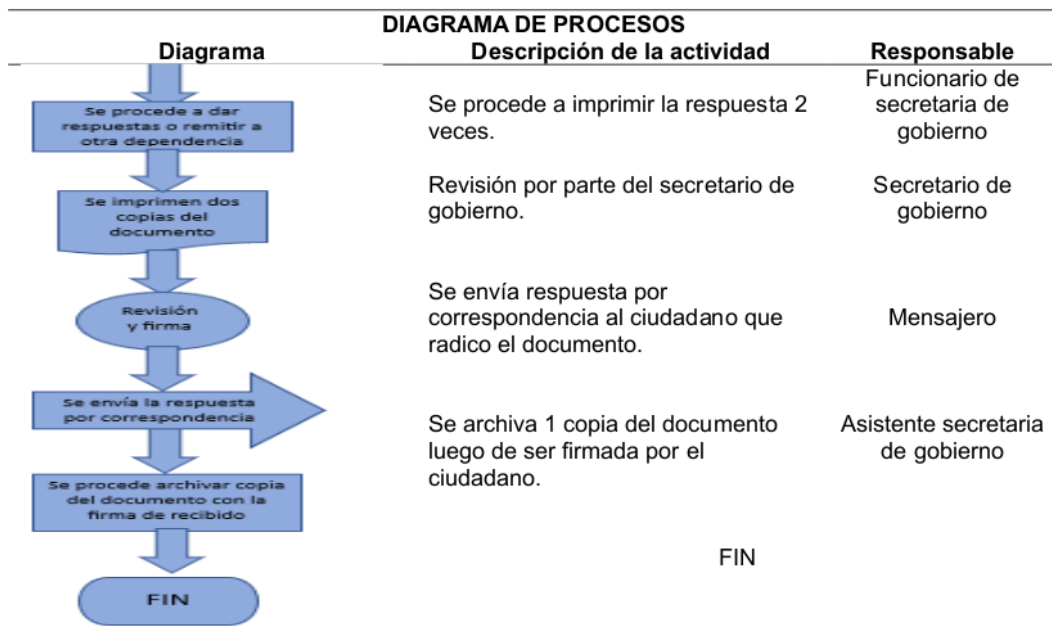 DIAGRAMA DE PROCESOS
Diagrama
Descripción de la actividad
Responsable
Se procede a dar
respuestas o remitir a
otra dependencia
Se procede a imprimir la respuesta 2
veces.
Funcionario de
secretaria de
gobierno
Se imprimen dos
copias del
documento
Revisión por parte del secretario de
gobierno.
Secretario de
gobierno
Revisión
y firma
Se envía respuesta por
correspondencia al ciudadano que
radico el documento.
Mensajero
Se envía la respuesta
por correspondencia
Se archiva 1 copia del documento
luego de ser firmada por el
ciudadano.
Asistente secretaria
de gobierno
Se procede archivar copia
del documento con la
firma de recibido
FIN
FIN